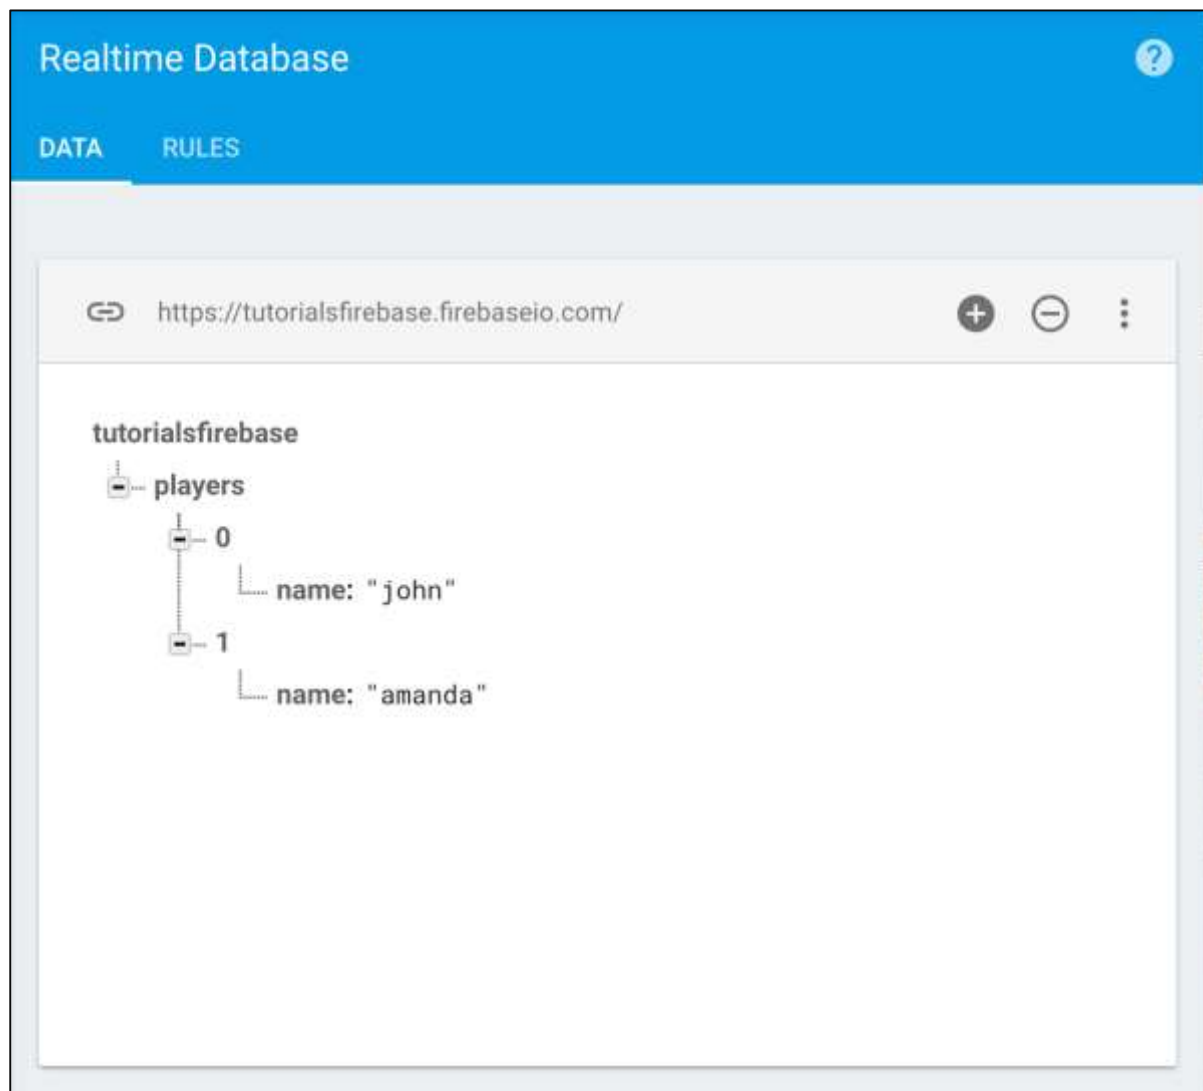 Realtime Database
DATA RULES
https://tutorialsfirebase.firebaseio.com/
tutorialsfirebase
players
0
name: "john"
1
name: "amanda"